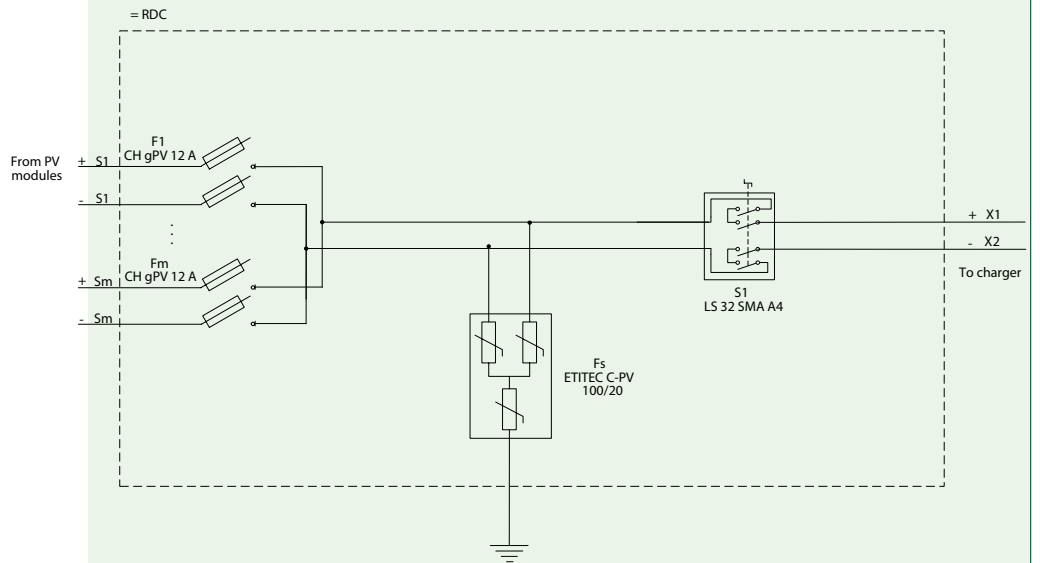 = RDC
F1
CH gPV 12 A
From PV
modules
+ S1
- S1
Fm
CH gPV 12 A
+ Sm
- Sm
+ X1
- X2
To charger
S1
LS 32 SMA A4
Fs
ETITEC C-PV
100/20